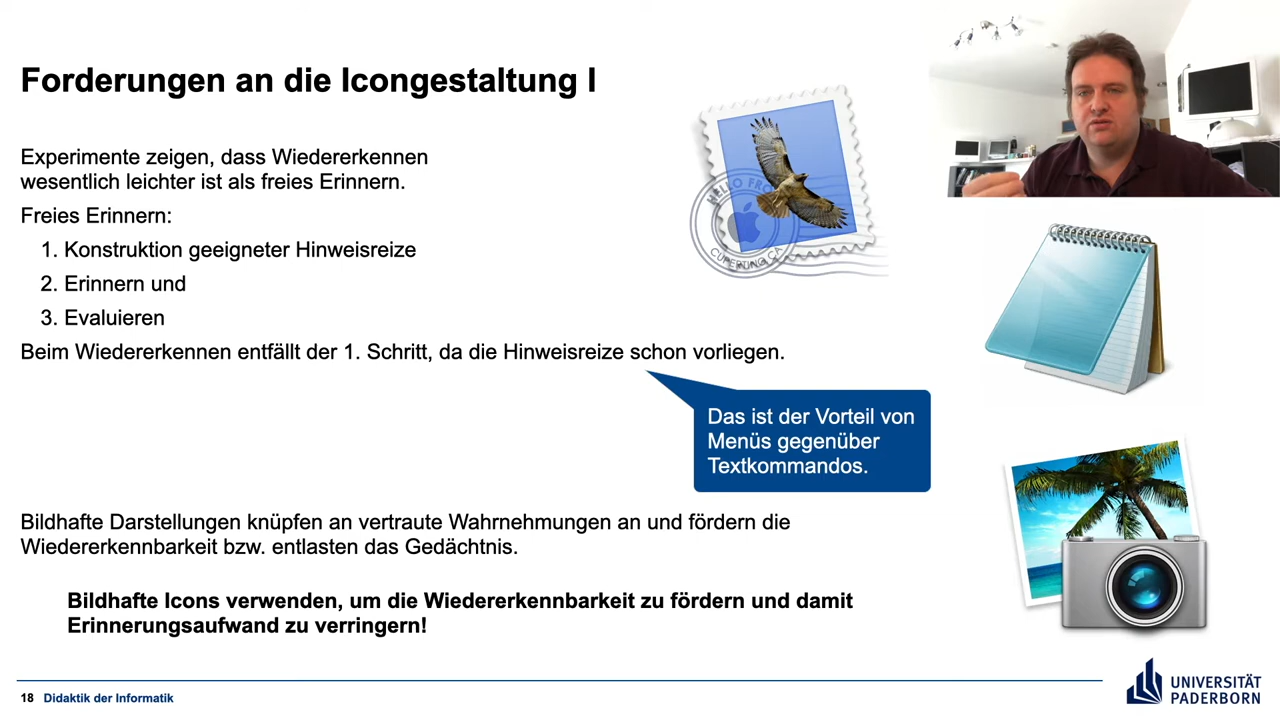 Forderungen an die Icongestaltung I
Experimente zeigen, dass Wiedererkennen
wesentlich leichter ist als freies Erinnern.
Freies Erinnern:
1. Konstruktion geeigneter Hinweisreize
2. Erinnern und
3. Evaluieren
Beim Wiedererkennen entfällt der 1. Schritt, da die Hinweisreize schon vorliegen.
Das ist der Vorteil von
Menüs gegenüber
Textkommandos.
Bildhafte Darstellungen knüpfen an vertraute Wahrnehmungen an und fördern die
Wiedererkennbarkeit bzw. entlasten das Gedächtnis.
Bildhafte Icons verwenden, um die Wiedererkennbarkeit zu fördern und damit
Erinnerungsaufwand zu verringern!
HELLO FRO
CUPERTINO CA
18 Didaktik der Informatik
UNIVERSITÄT
PADERBORN